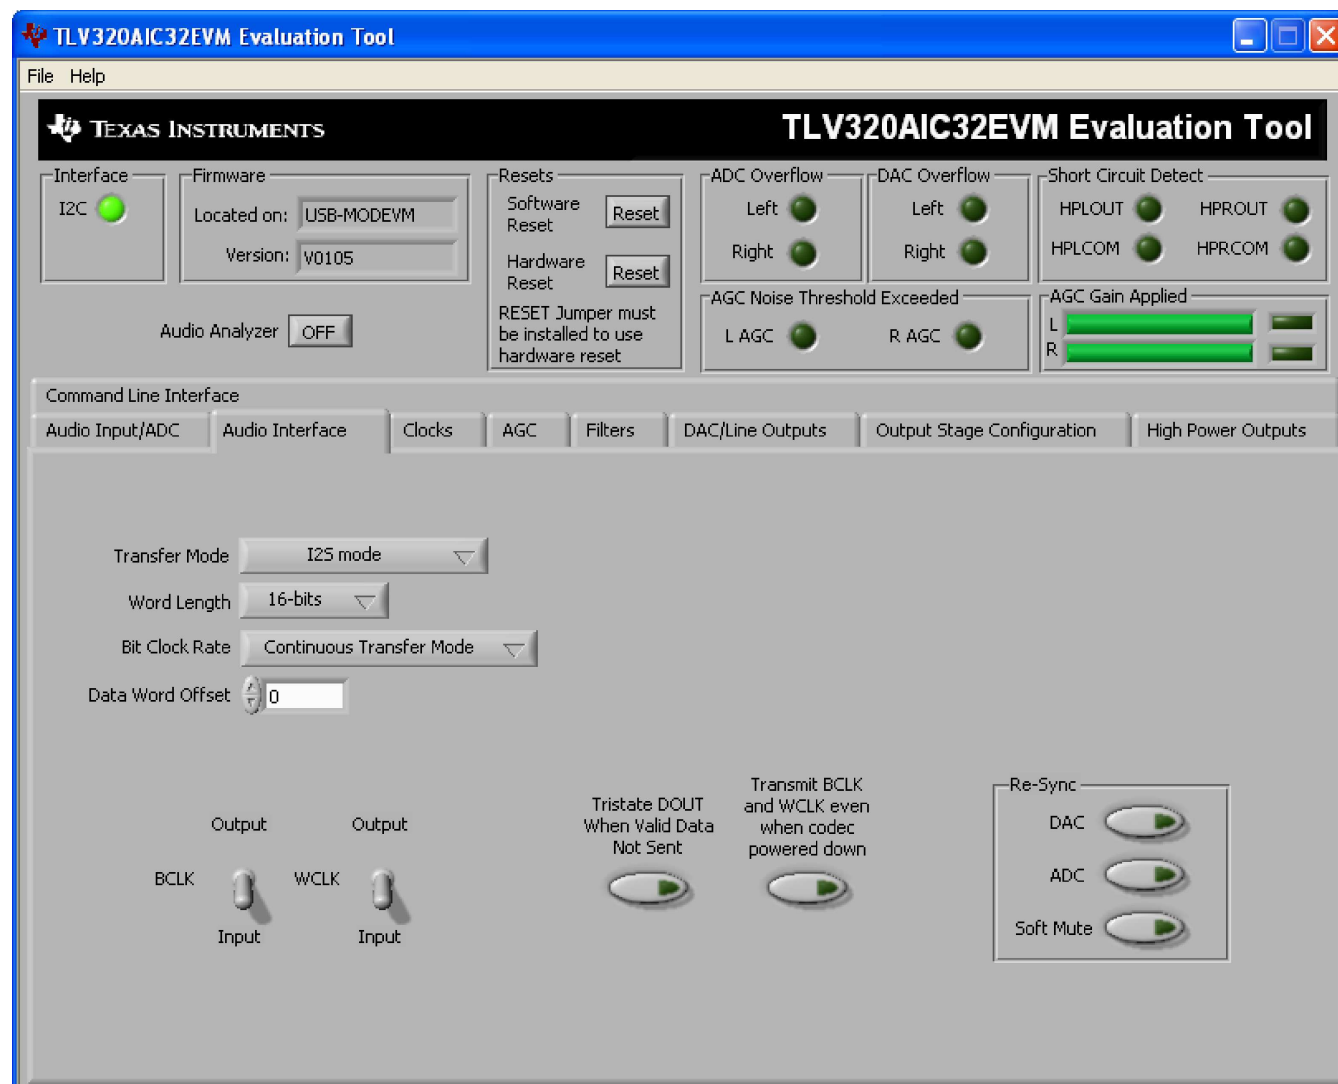 TLV320AIC32EVM Evaluation Tool
File Help
TEXAS INSTRUMENTS
TLV320AIC32EVM Evaluation Tool
Interface
I2C
Firmware
Located on: USB-MODEVM
Version: V0105
Audio Analyzer OFF
Resets
Software
Reset
Reset
Hardware
Reset
Reset
RESET Jumper must
be installed to use
hardware reset
ADC Overflow
Left
Right
DAC Overflow
Left
Right
Short Circuit Detect
HPLOUT HPROUT
HPLCOM HPRCOM
AGC Noise Threshold Exceeded
L AGC R AGC
AGC Gain Applied
L
R
Command Line Interface
Audio Input/ADC Audio Interface Clocks AGC Filters DAC/Line Outputs Output Stage Configuration High Power Outputs
Transfer Mode I2S mode
Word Length 16-bits
Bit Clock Rate Continuous Transfer Mode
Data Word Offset 0
Output Output
BCLK WCLK
Input Input
Tristate DOUT
When Valid Data
Not Sent
Transmit BCLK
and WCLK even
when codec
powered down
Re-Sync
DAC
ADC
Soft Mute